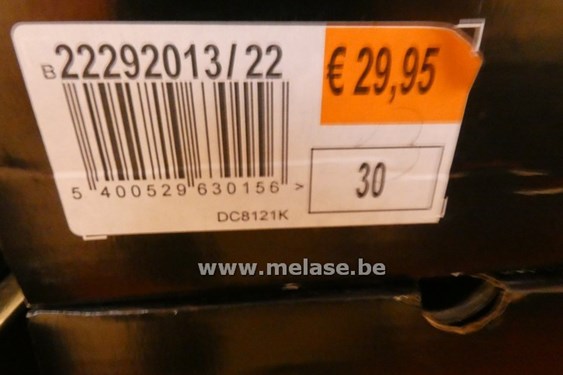 B 22292013/22
€ 29,95
5 400529 630156 >
30
DC8121K
www.melase.be